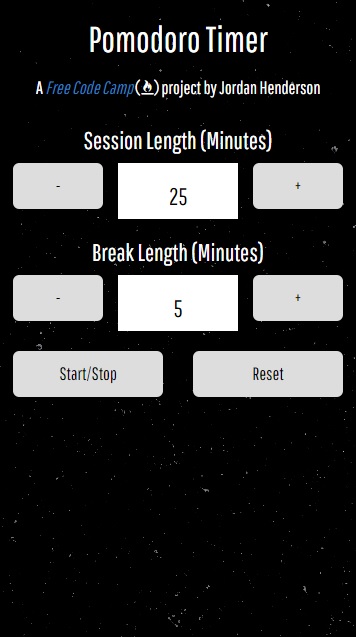 Pomodoro Timer
A Free Code Camp(🔥) project by Jordan Henderson
Session Length (Minutes)
- 25 +
Break Length (Minutes)
- 5 +
Start/Stop Reset